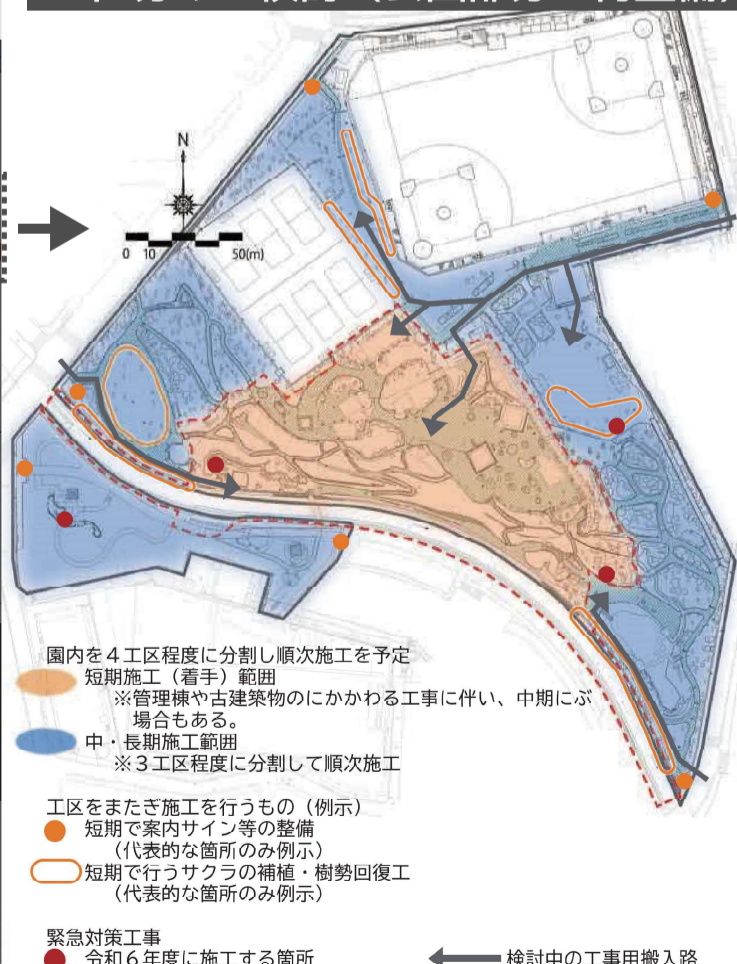 N
0 10 50(m)
園内を４工区程度に分割し順次施工を予定
短期施工（着手）範囲
※管理棟や古建築物のにかかわる工事に伴い、中期にぶ
場合もある。
中・長期施工範囲
※３工区程度に分割して順次施工
工区をまたぎ施工を行うもの（例示）
短期で案内サイン等の整備
（代表的な箇所のみ例示）
短期で行うサクラの補植・樹勢回復工
（代表的な箇所のみ例示）
緊急対策工事
令和６年度に施工する箇所
検討中の工事用搬入路